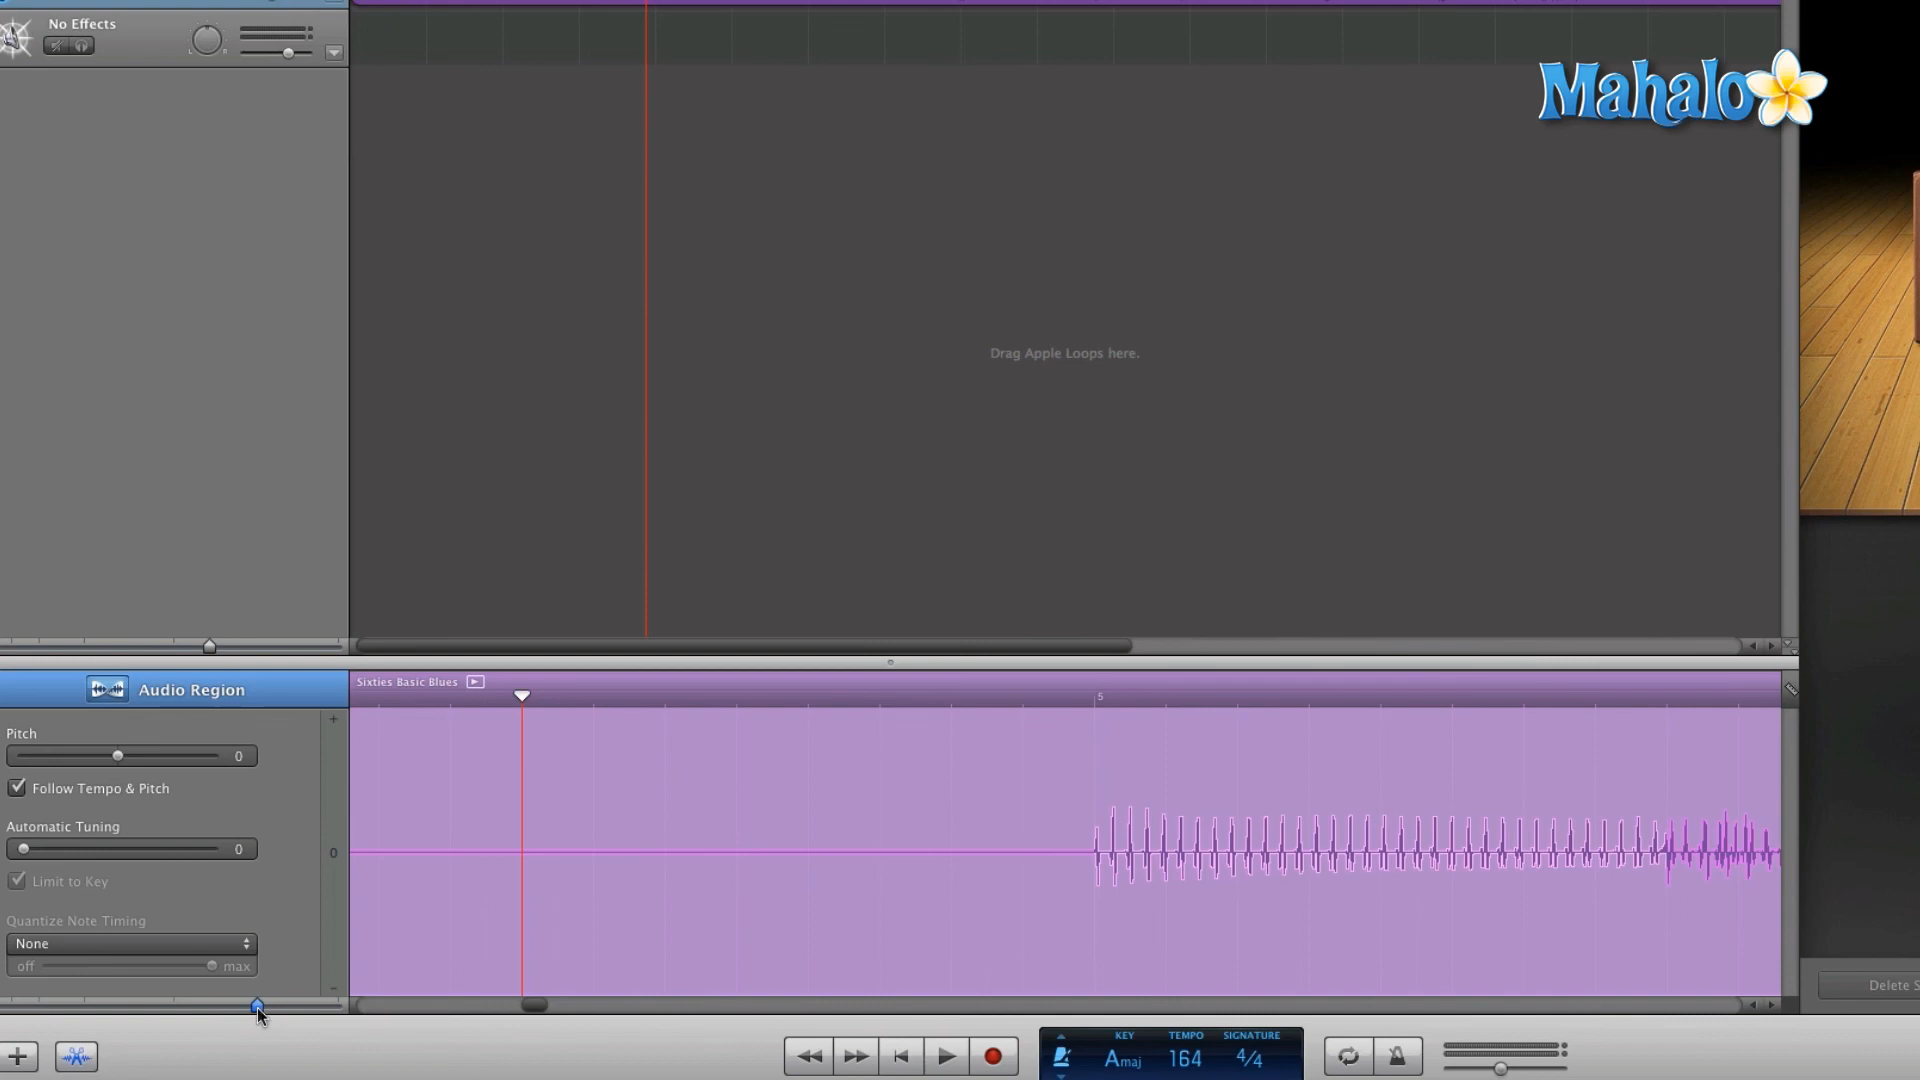 No Effects
L R
Mahalo
Drag Apple Loops here.
Audio Region
Sixties Basic Blues
5
Pitch
0
Follow Tempo & Pitch
Automatic Tuning
0
0
Limit to Key
Quantize Note Timing
None
off max
Delete S
KEY TEMPO SIGNATURE
Amaj 164 4/4